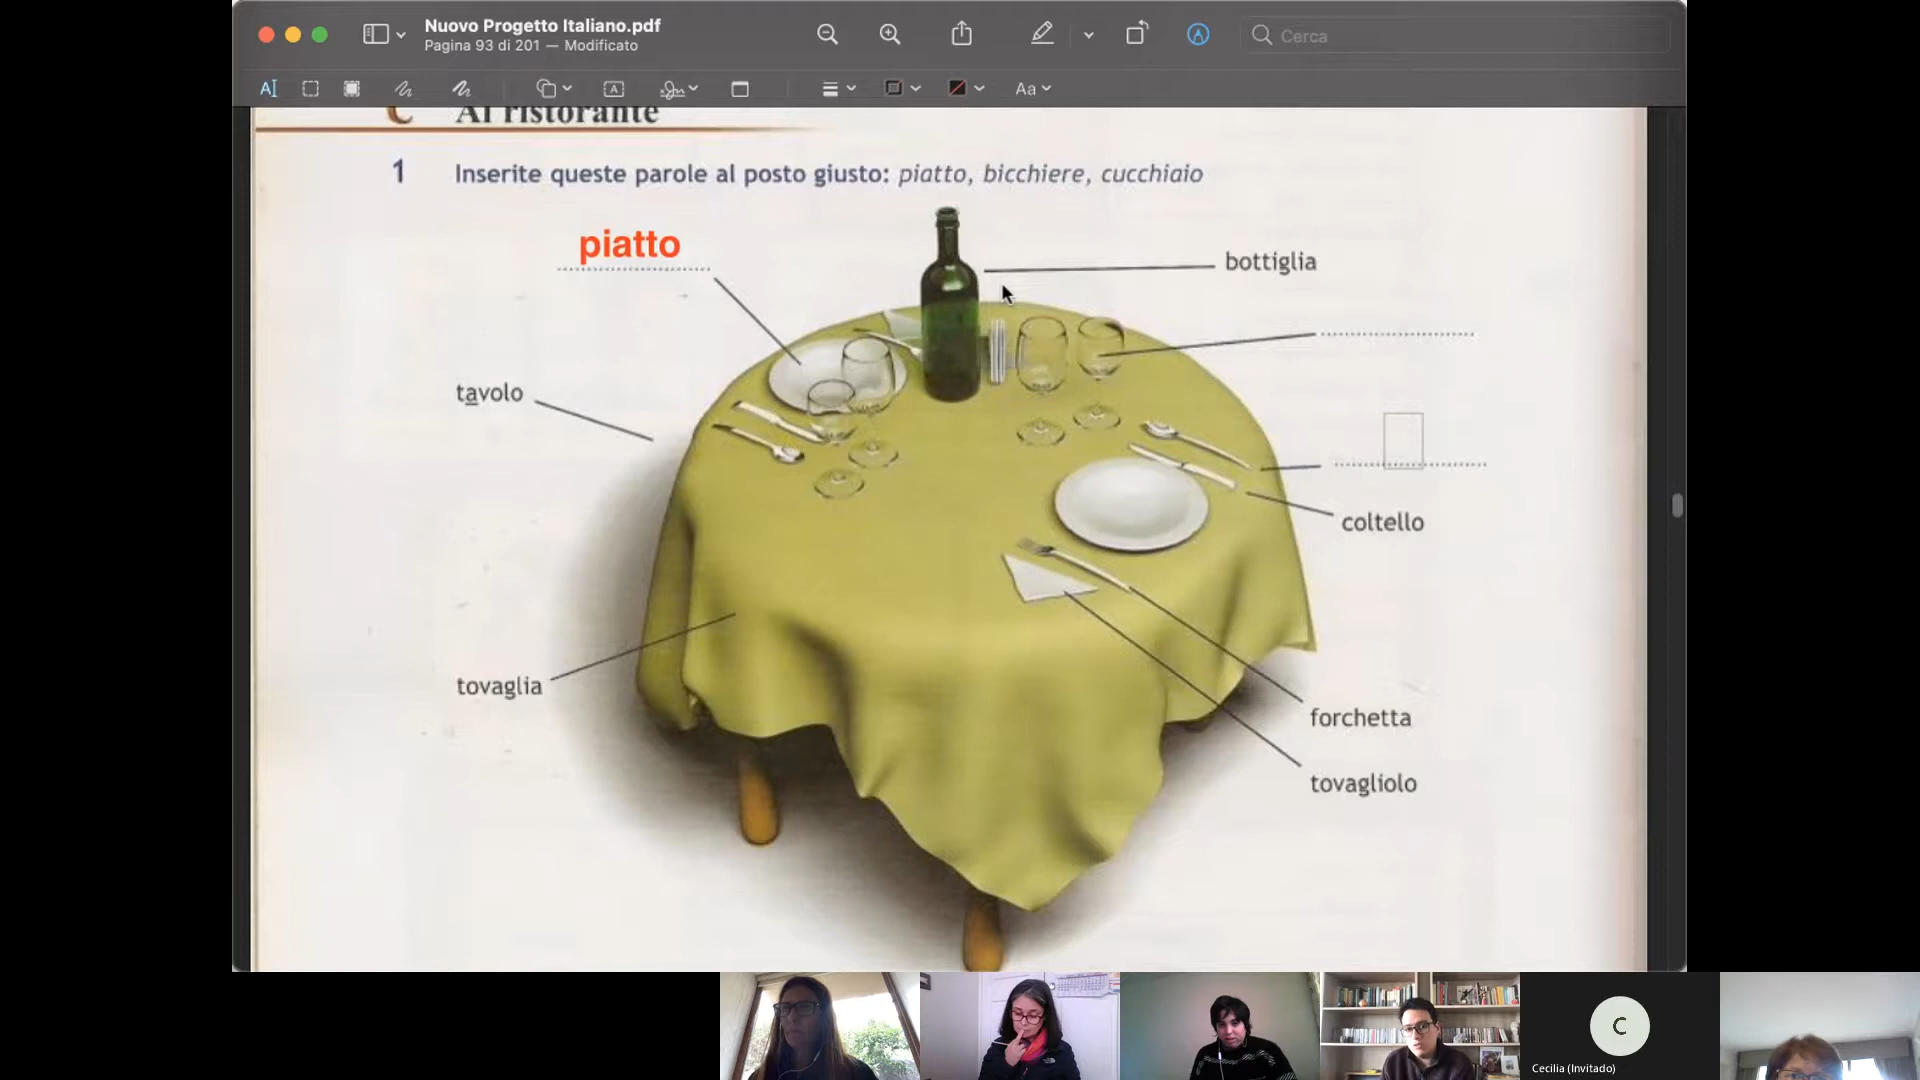 Nuovo Progetto Italiano.pdf
Pagina 93 di 201 — Modificato
Cerca
Aa
C Al ristorante
1 Inserite queste parole al posto giusto: piatto, bicchiere, cucchiaio
piatto
bottiglia
tavolo
coltello
tovaglia
forchetta
tovagliolo
C
Cecilia (Invitado)